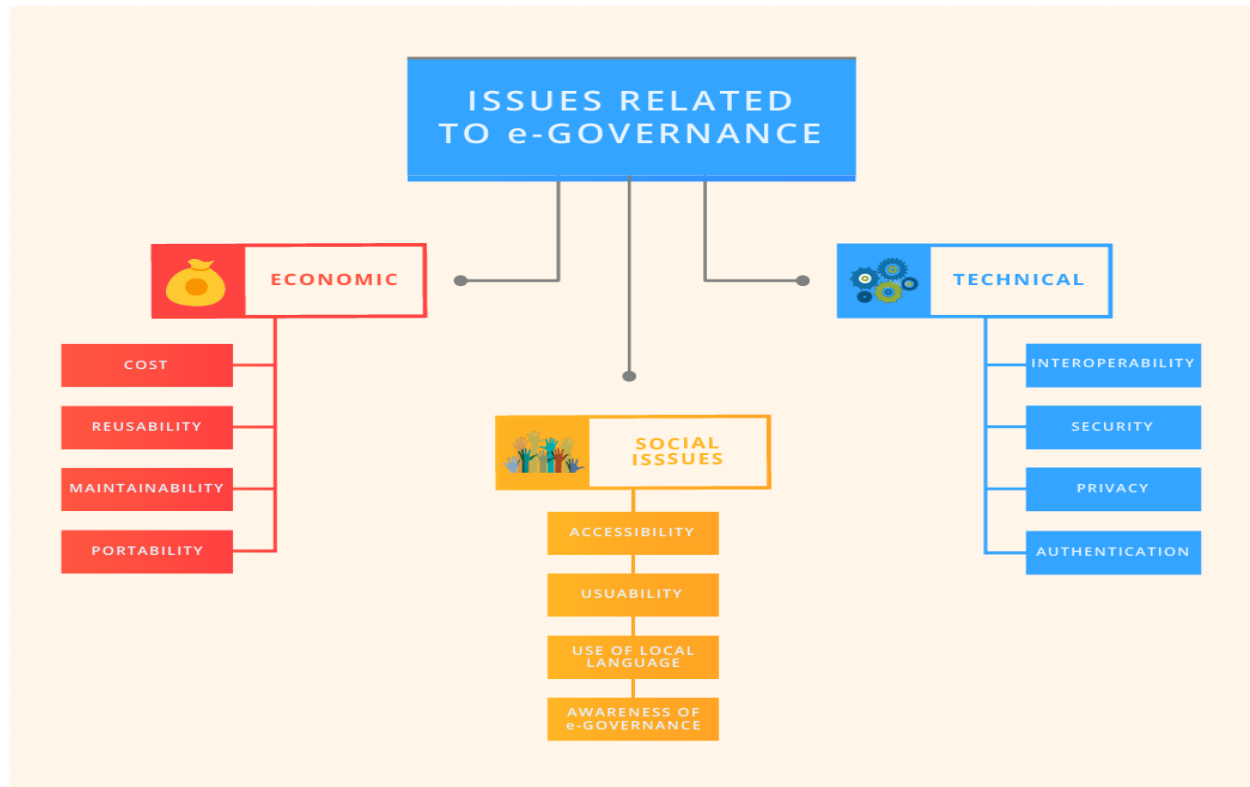 ISSUES RELATED
TO e-GOVERNANCE
ECONOMIC
COST
REUSABILITY
MAINTAINABILITY
PORTABILITY
SOCIAL
ISSSUES
ACCESSIBILITY
USUABILITY
USE OF LOCAL
LANGUAGE
AWARENESS OF
e-GOVERNANCE
TECHNICAL
INTEROPERABILITY
SECURITY
PRIVACY
AUTHENTICATION